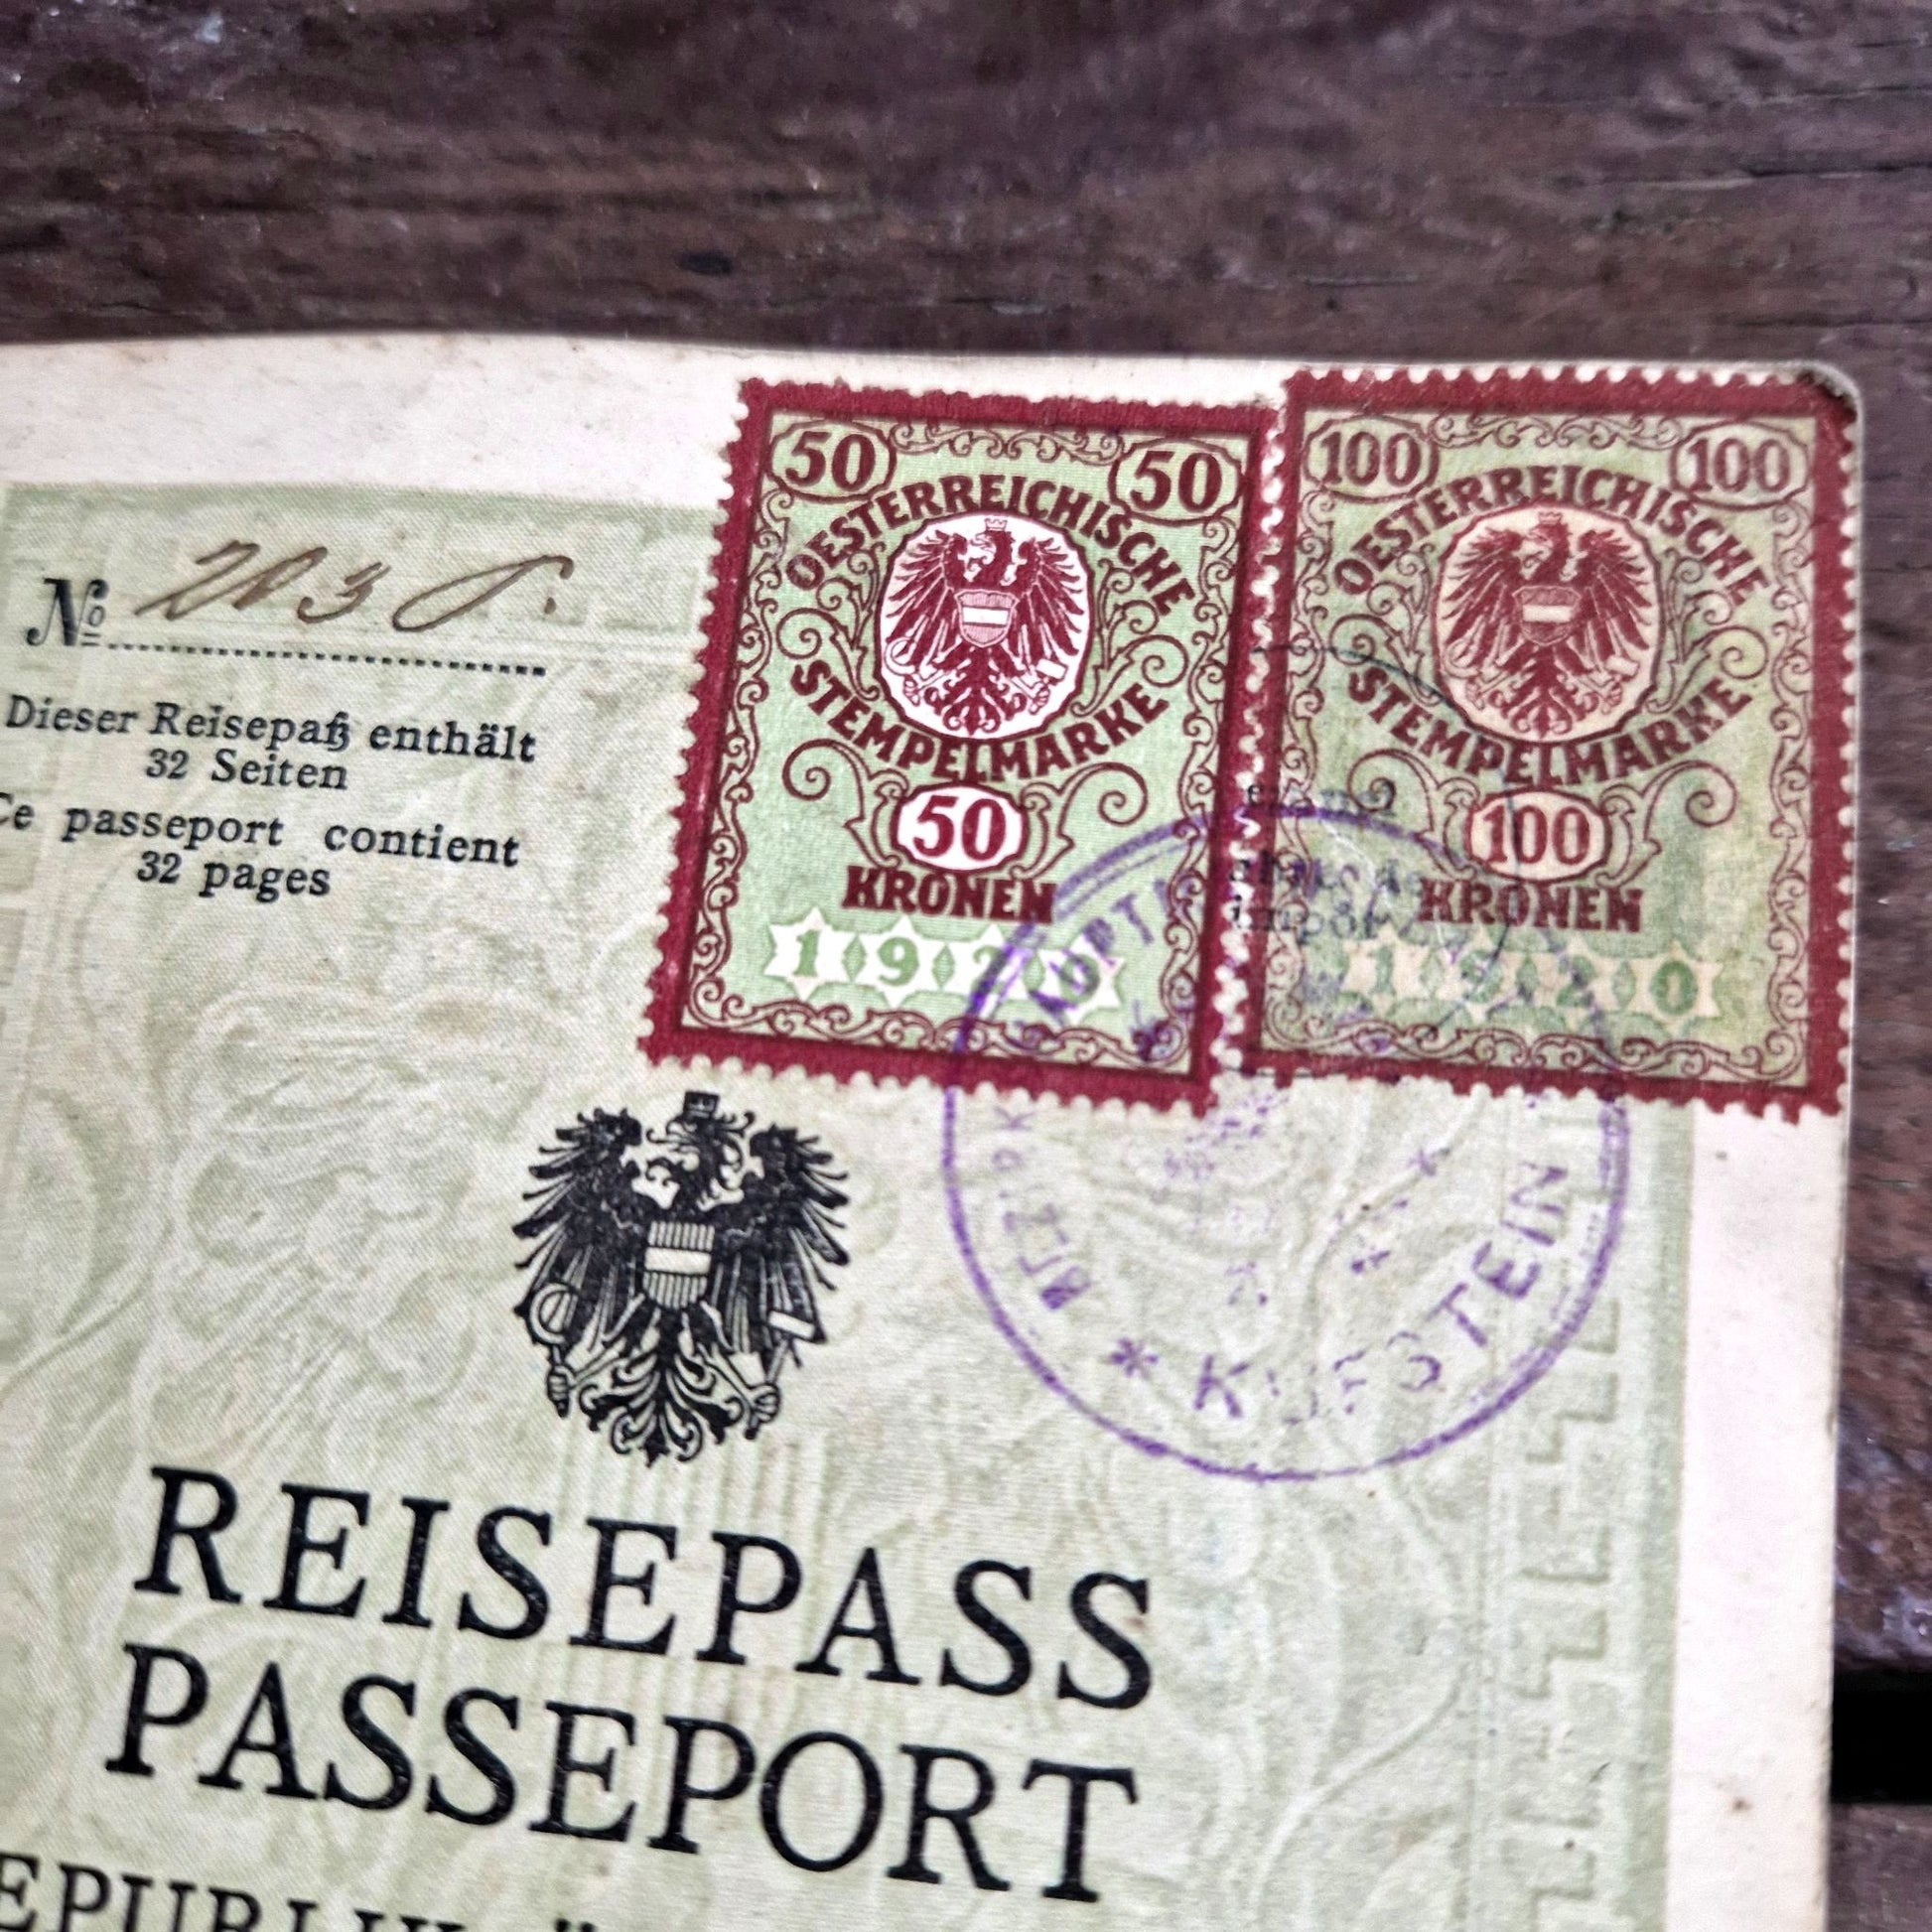 №
Dieser Reisepaß enthält
32 Seiten
Ce passeport contient
32 pages
50 50
OESTERREICHISCHE
STEMPELMARKE
50
KRONEN
1920
100 100
OESTERREICHISCHE
STEMPELMARKE
100
KRONEN
1920
* KUFSTEIN
REISEPASS
PASSEPORT